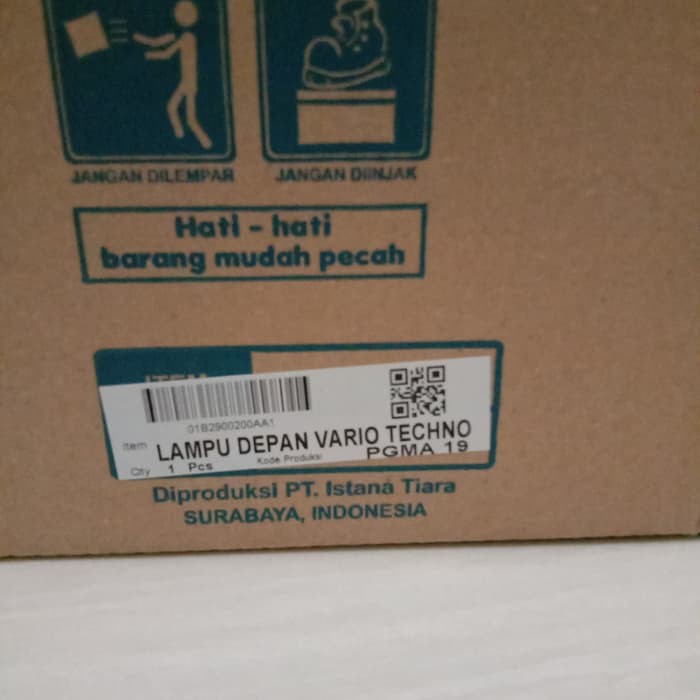 JANGAN DILEMPAR
JANGAN DIINJAK
Hati - hati
barang mudah pecah
ITEM
01B2900200AA1
Item LAMPU DEPAN VARIO TECHNO
Qty 1 Pcs Kode Produksi PGMA 19
Diproduksi PT. Istana Tiara
SURABAYA, INDONESIA